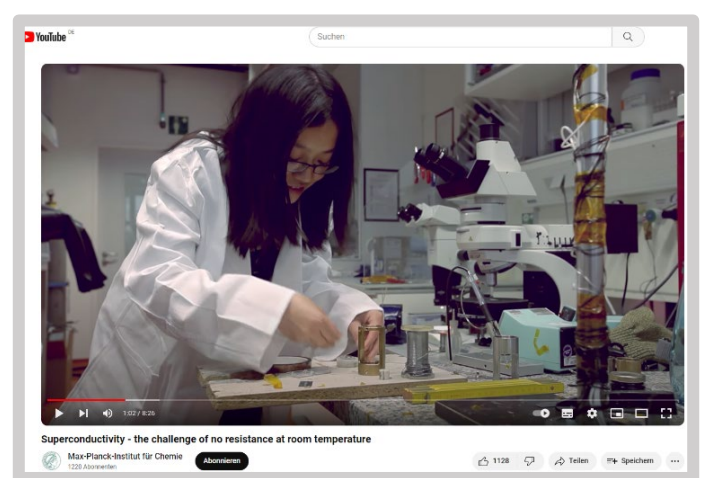 YouTube DE
Suchen
1:02 / 8:26
Superconductivity - the challenge of no resistance at room temperature
Max-Planck-Institut für Chemie
1220 Abonnenten
Abonnieren
1128
Teilen
Speichern